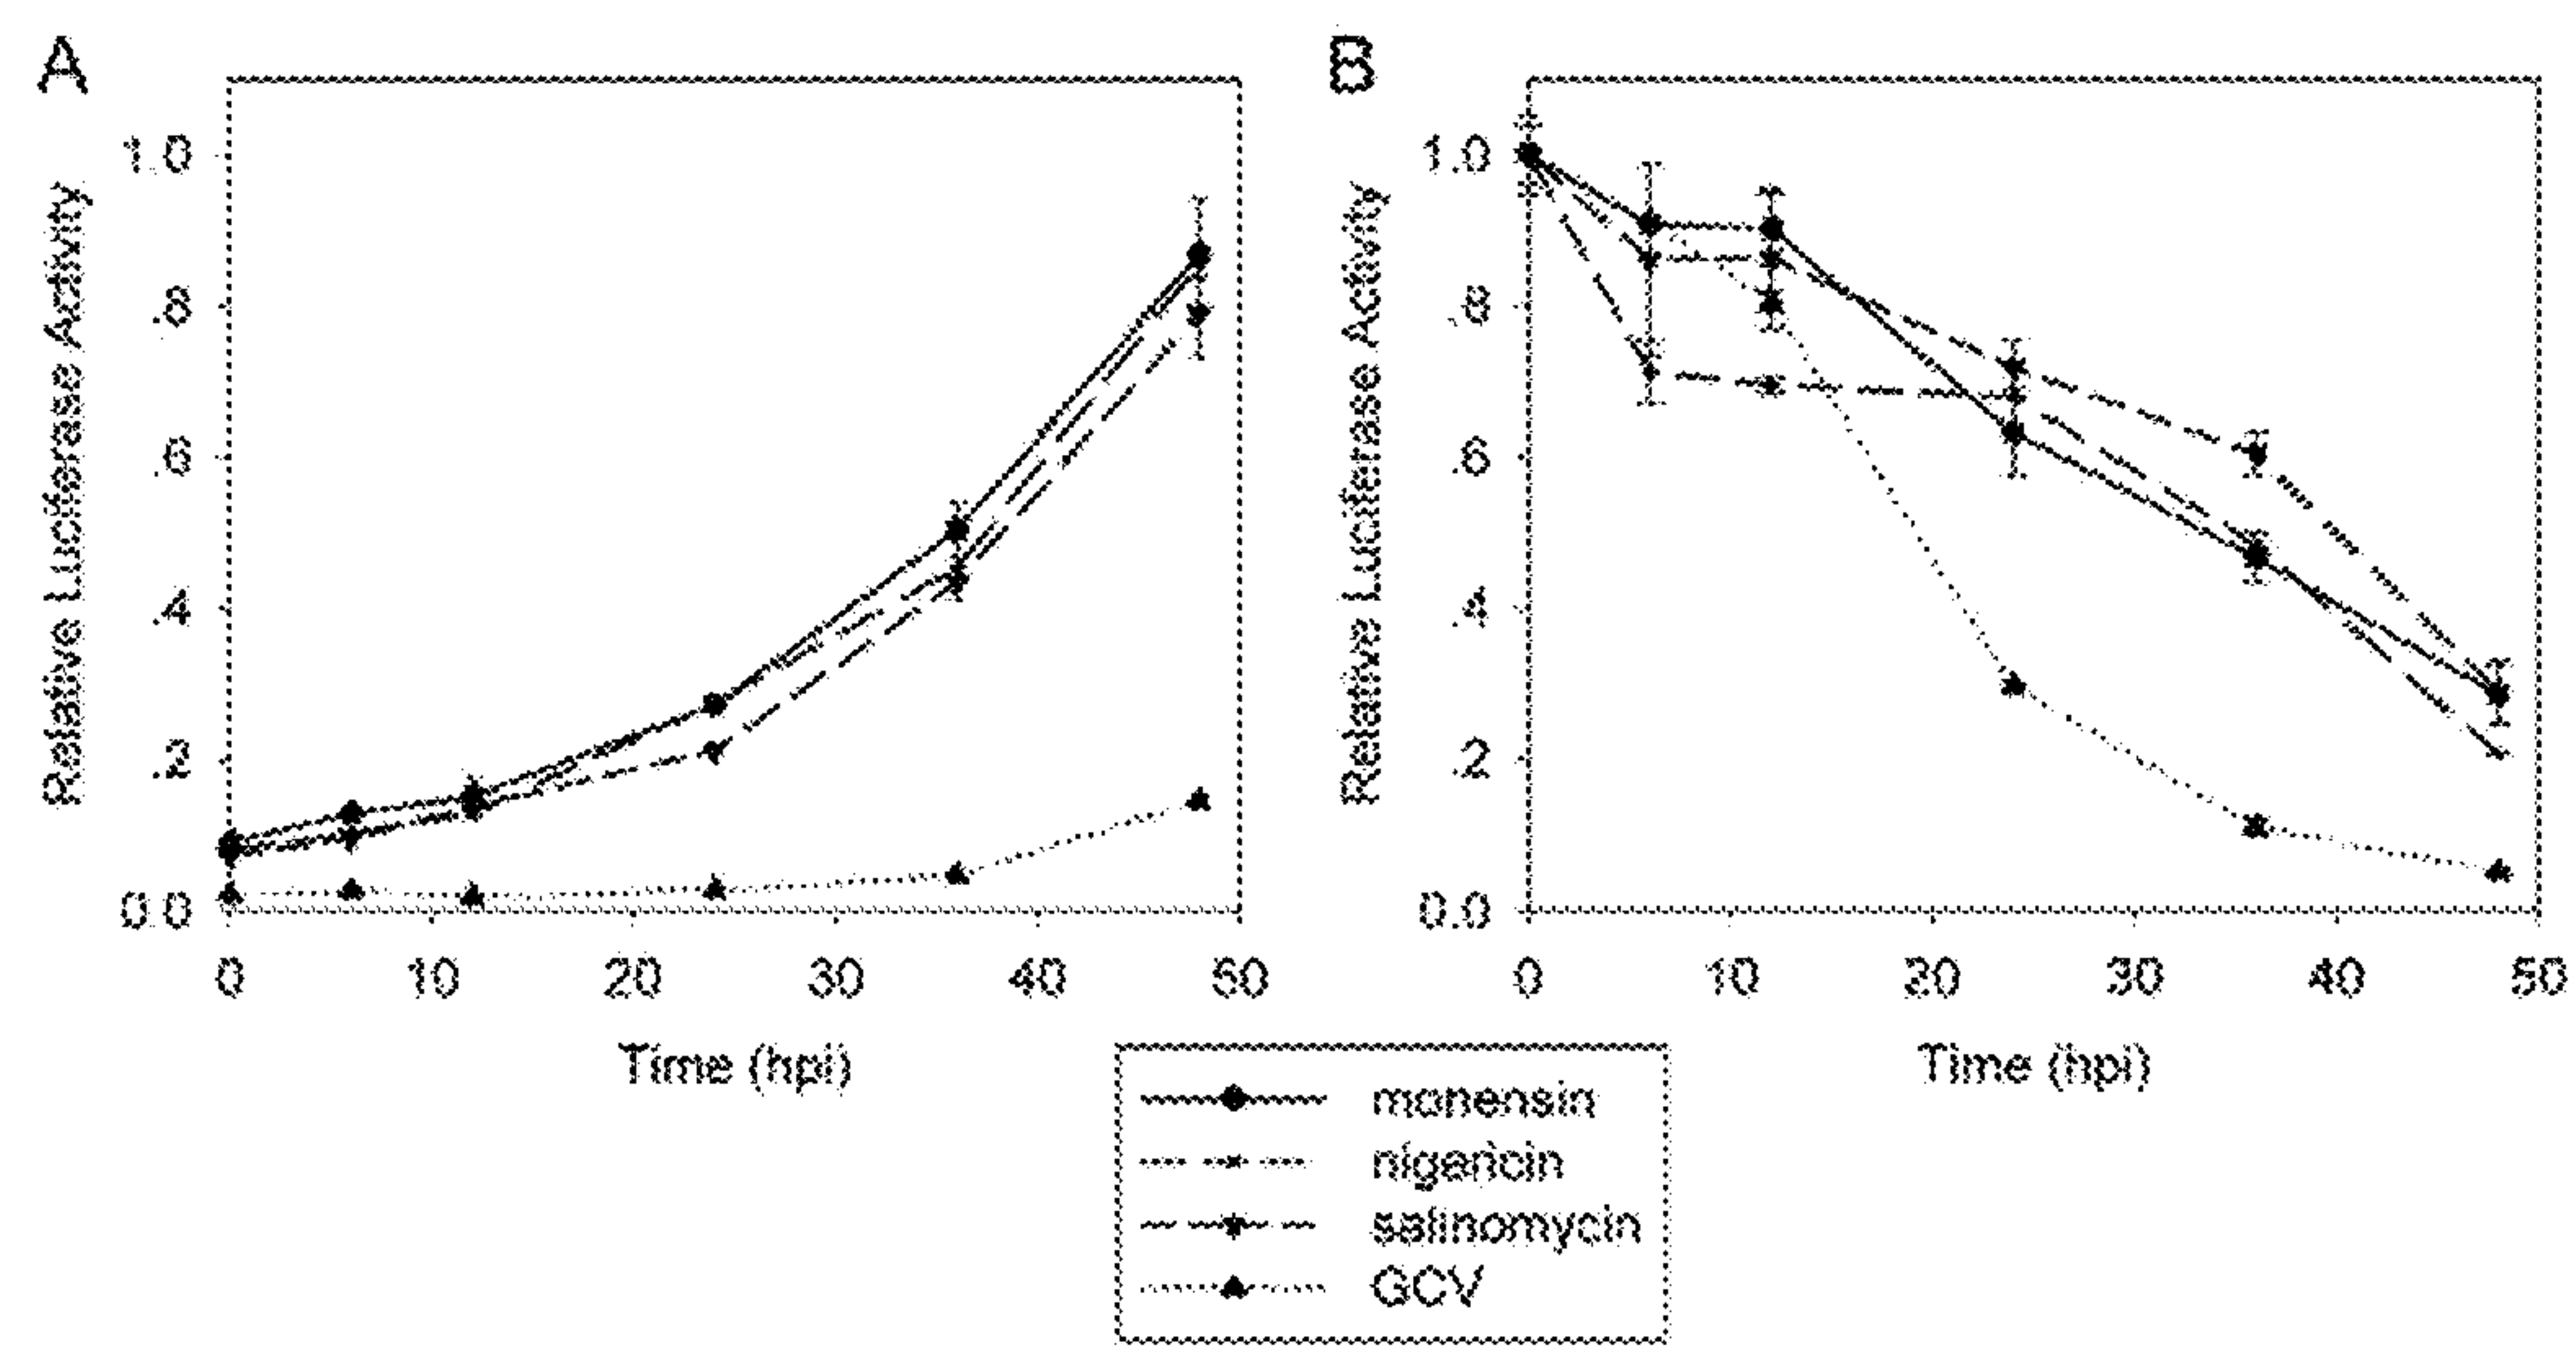 A
B
Relative Luciferase Activity
1.0
.8
.6
.4
.2
0.0
0
10
20
30
40
50
Time (hpi)
Relative Luciferase Activity
1.0
.8
.6
.4
.2
0.0
0
10
20
30
40
50
Time (hpi)
monensin
nigericin
salinomycin
GCV